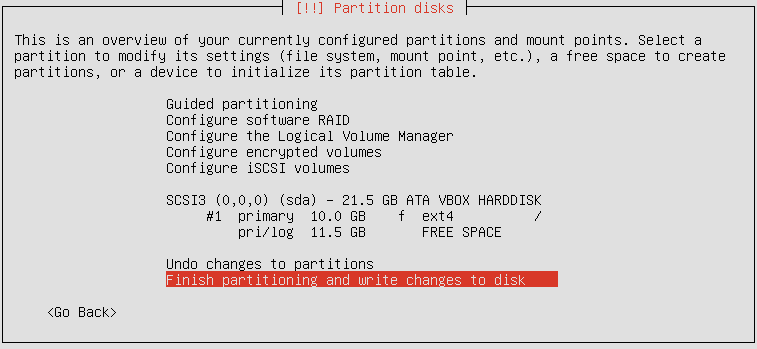 [!!] Partition disks
This is an overview of your currently configured partitions and mount points. Select a
partition to modify its settings (file system, mount point, etc.), a free space to create
partitions, or a device to initialize its partition table.
Guided partitioning
Configure software RAID
Configure the Logical Volume Manager
Configure encrypted volumes
Configure iSCSI volumes
SCSI3 (0,0,0) (sda) - 21.5 GB ATA VBOX HARDDISK
#1 primary 10.0 GB f ext4 /
pri/log 11.5 GB FREE SPACE
Undo changes to partitions
Finish partitioning and write changes to disk
<Go Back>